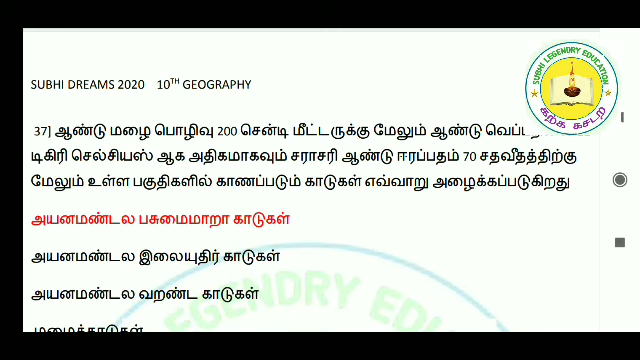 SUBHI LEGENDRY EDUCATION
கற்க கசடற
SUBHI DREAMS 2020 10TH GEOGRAPHY
37] ஆண்டு மழை பொழிவு 200 சென்டி மீட்டருக்கு மேலும் ஆண்டு
டிகிரி செல்சியஸ் ஆக அதிகமாகவும் சராசரி ஆண்டு ஈரப்பதம் 70 சதவீதத்திற்கு
மேலும் உள்ள பகுதிகளில் காணப்படும் காடுகள் எவ்வாறு அழைக்கப்படுகிறது
அயனமண்டல பசுமைமாறா காடுகள்
அயனமண்டல இலையுதிர் காடுகள்
அயனமண்டல வறண்ட காடுகள்